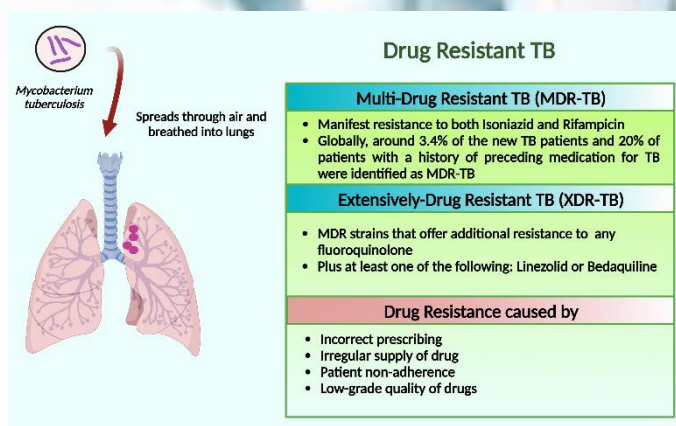 Mycobacterium
tuberculosis
Spreads through air and
breathed into lungs
Drug Resistant TB
Multi-Drug Resistant TB (MDR-TB)
• Manifest resistance to both Isoniazid and Rifampicin
• Globally, around 3.4% of the new TB patients and 20% of
patients with a history of preceding medication for TB
were identified as MDR-TB
Extensively-Drug Resistant TB (XDR-TB)
• MDR strains that offer additional resistance to any
fluoroquinolone
• Plus at least one of the following: Linezolid or Bedaquiline
Drug Resistance caused by
• Incorrect prescribing
• Irregular supply of drug
• Patient non-adherence
• Low-grade quality of drugs